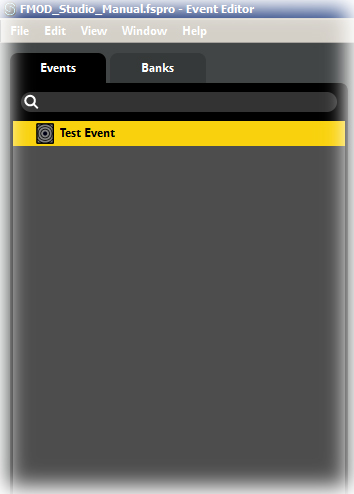 FMOD_Studio_Manual.fspro - Event Editor
File Edit View Window Help
Events Banks
Test Event